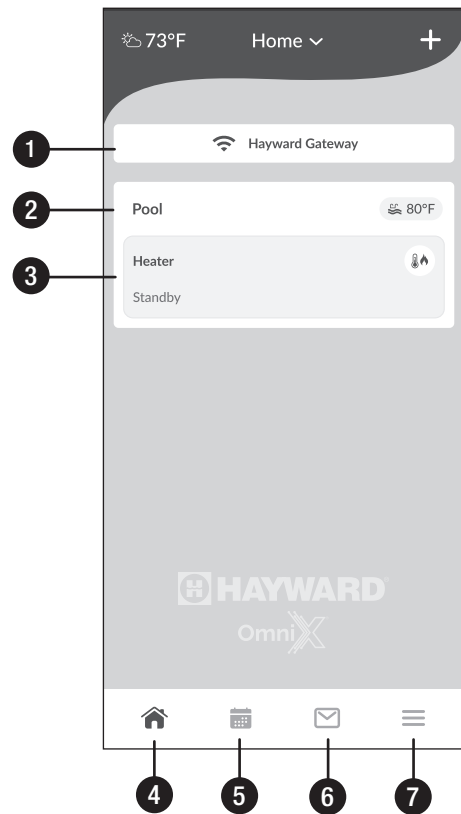 73°F Home
1 Hayward Gateway
2 Pool 80°F
3 Heater
Standby
HAYWARD
OmniX
4 5 6 7